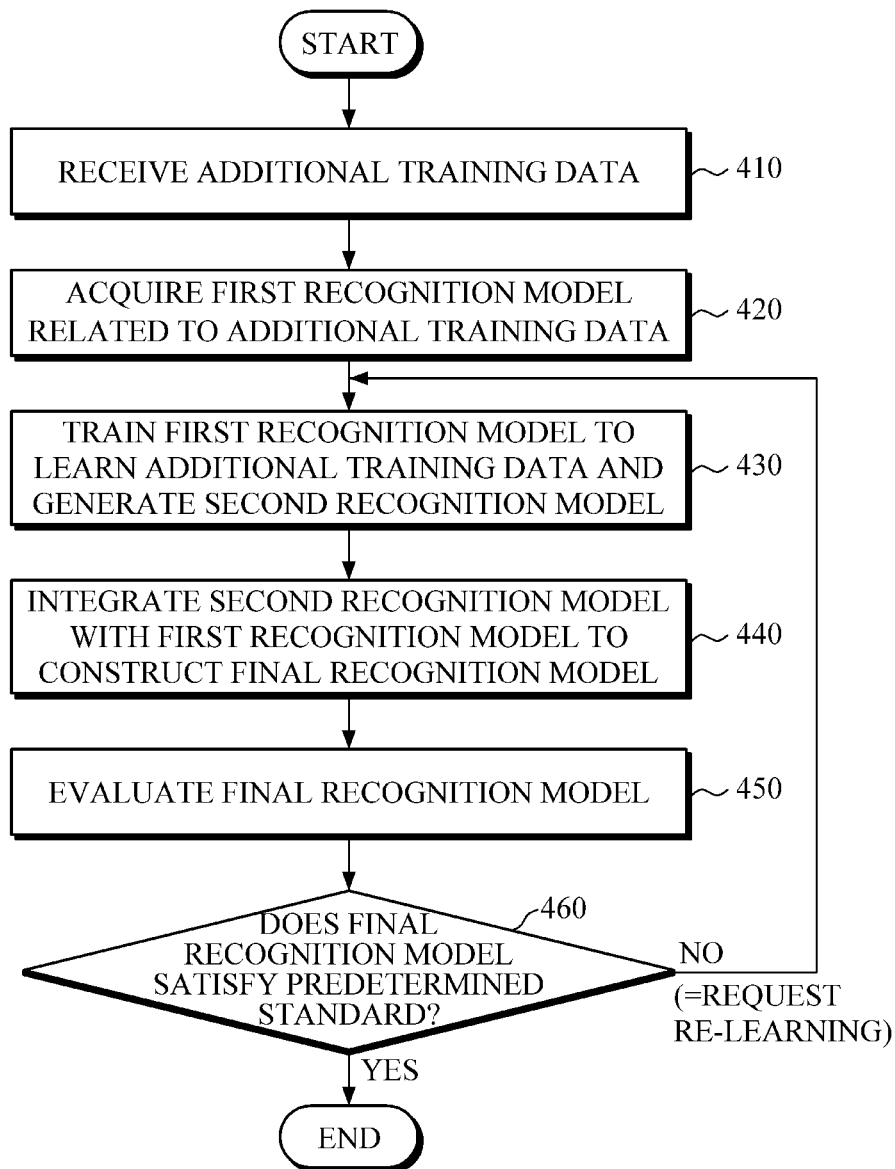 START
RECEIVE ADDITIONAL TRAINING DATA
410
ACQUIRE FIRST RECOGNITION MODEL
RELATED TO ADDITIONAL TRAINING DATA
420
TRAIN FIRST RECOGNITION MODEL TO
LEARN ADDITIONAL TRAINING DATA AND
GENERATE SECOND RECOGNITION MODEL
430
INTEGRATE SECOND RECOGNITION MODEL
WITH FIRST RECOGNITION MODEL TO
CONSTRUCT FINAL RECOGNITION MODEL
440
EVALUATE FINAL RECOGNITION MODEL
450
460
DOES FINAL
RECOGNITION MODEL
SATISFY PREDETERMINED
STANDARD?
NO
(=REQUEST
RE-LEARNING)
YES
END